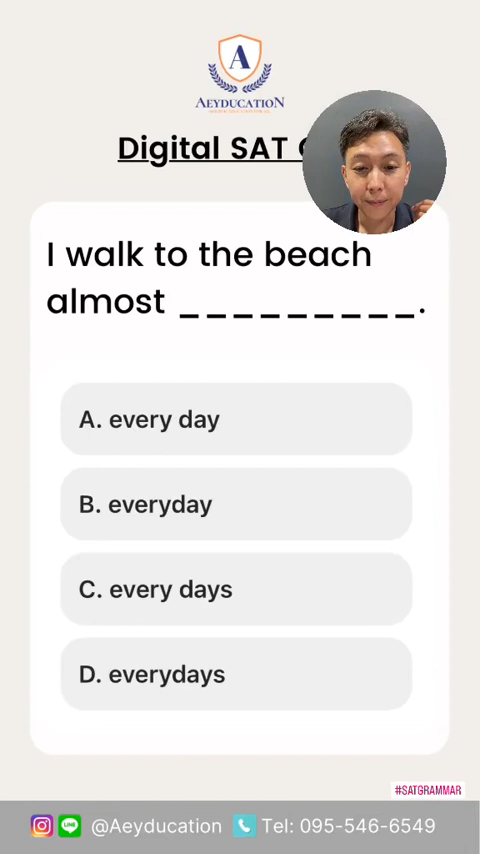 A
AEYDUCATION
Digital SAT
I walk to the beach
almost _________.
A. every day
B. everyday
C. every days
D. everydays
#SATGRAMMAR
LINE
@Aeyducation
Tel: 095-546-6549